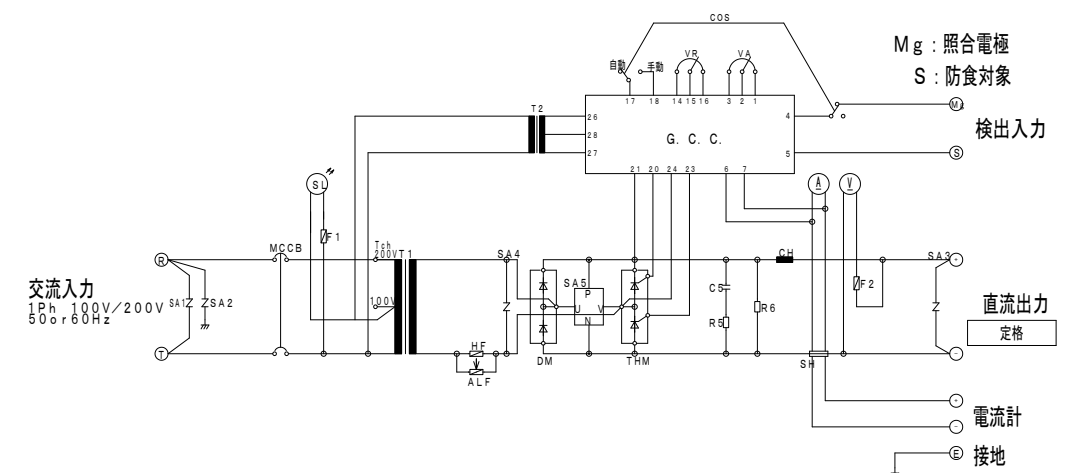 COS
Mg：照合電極
S：防食対象
自動
手動
VR
VA
17 18 14 15 16 3 2 1
T2
26
28
27
G. C. C.
4
5
Mg
検出入力
S
21 20 24 23 6 7
SL
F1
A
V
MCCB
Tch
200V
T1
100V
SA4
CH
SA3
R
+
交流入力
1Ph 100V/200V
50or60Hz
SA1
SA2
SA5
P
U V
N
C5
R5
R6
F2
直流出力
定格
T
HF
ALF
DM
THM
SH
-
+
電流計
-
E
接地